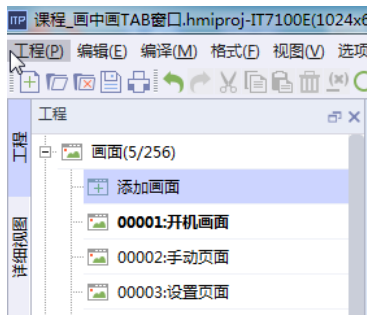 ITP 课程_画中画TAB窗口.hmiproj-IT7100E(1024x6
工程(P) 编辑(E) 编译(M) 格式(F) 视图(V) 选项
工程
工程
画面(5/256)
添加画面
00001:开机画面
详细视图
00002:手动页面
00003:设置页面